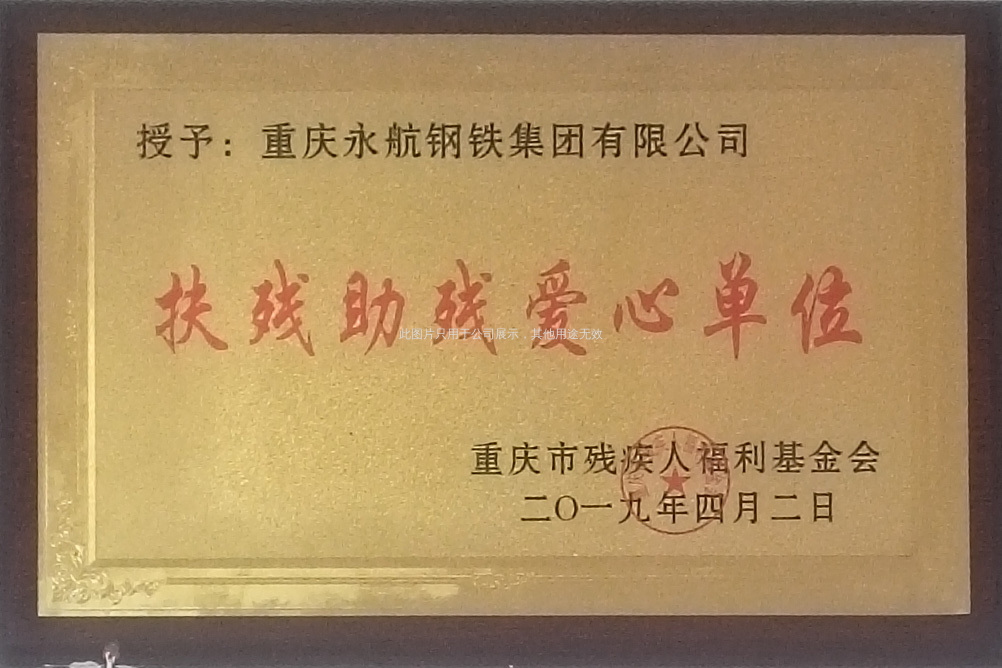 授予：重庆永航钢铁集团有限公司
扶残助残爱心单位
此图片只用于公司展示，其他用途无效
重庆市残疾人福利基金会
二〇一九年四月二日